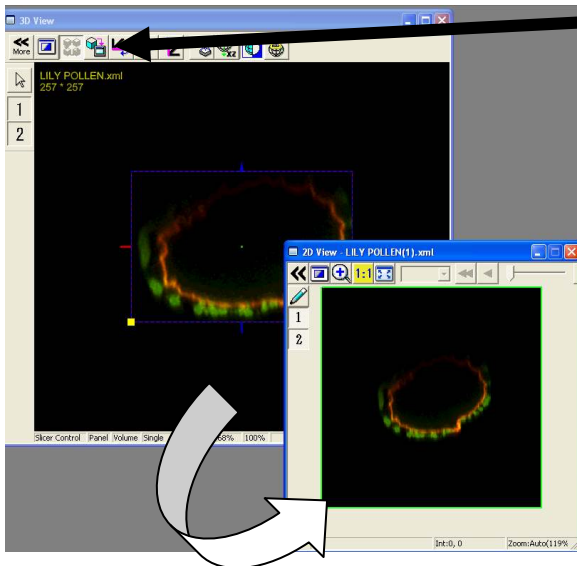 3D View
More
XZ
LILY POLLEN.xml
257 * 257
1
2
2D View - LILY POLLEN(1).xml
1:1
1
2
Slicer Control Panel Volume Single 68% 100%
Int:0, 0 Zoom:Auto(119%